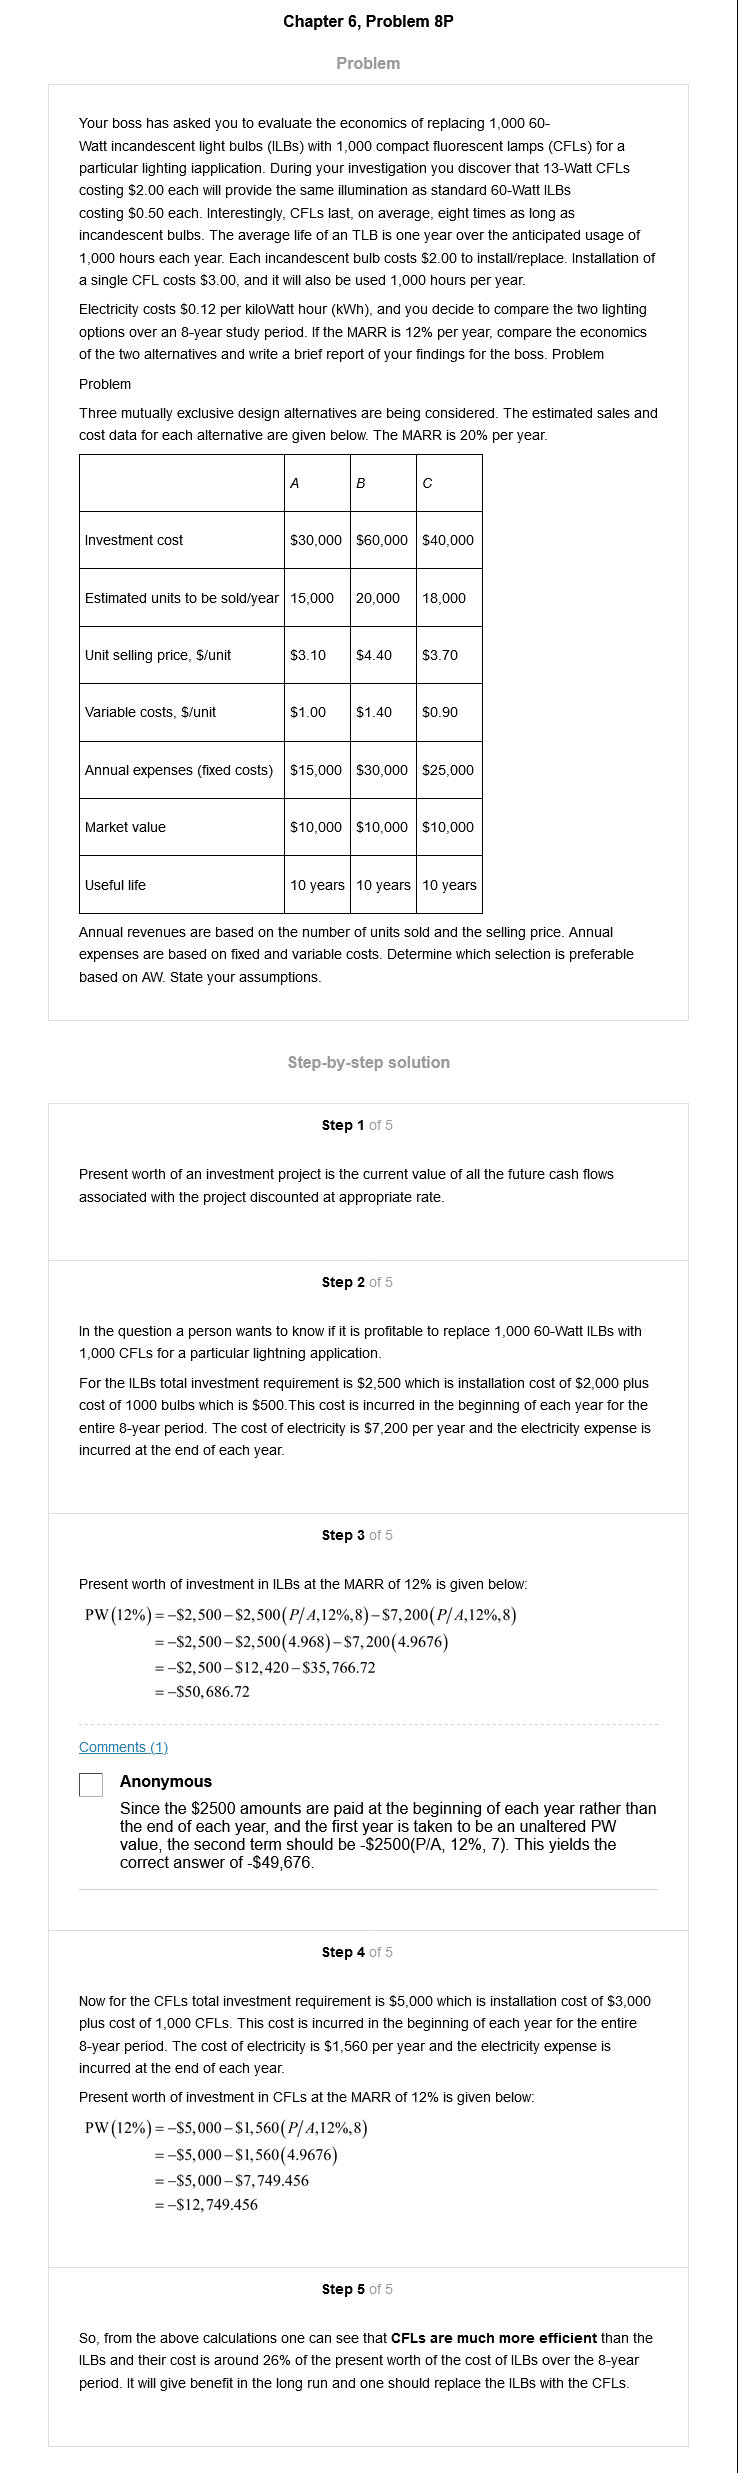 Chapter 6, Problem 8P
Problem
Your boss has asked you to evaluate the economics of replacing 1,000 60-
Watt incandescent light bulbs (ILBs) with 1,000 compact fluorescent lamps (CFLs) for a
particular lighting iapplication. During your investigation you discover that 13-Watt CFLs
costing $2.00 each will provide the same illumination as standard 60-Watt ILBs
costing $0.50 each. Interestingly, CFLs last, on average, eight times as long as
incandescent bulbs. The average life of an TLB is one year over the anticipated usage of
1,000 hours each year. Each incandescent bulb costs $2.00 to install/replace. Installation of
a single CFL costs $3.00, and it will also be used 1,000 hours per year.
Electricity costs $0.12 per kiloWatt hour (kWh), and you decide to compare the two lighting
options over an 8-year study period. If the MARR is 12% per year, compare the economics
of the two alternatives and write a brief report of your findings for the boss. Problem
Problem
Three mutually exclusive design alternatives are being considered. The estimated sales and
cost data for each alternative are given below. The MARR is 20% per year.
A B C
Investment cost $30,000 $60,000 $40,000
Estimated units to be sold/year 15,000 20,000 18,000
Unit selling price, $/unit $3.10 $4.40 $3.70
Variable costs, $/unit $1.00 $1.40 $0.90
Annual expenses (fixed costs) $15,000 $30,000 $25,000
Market value $10,000 $10,000 $10,000
Useful life 10 years 10 years 10 years
Annual revenues are based on the number of units sold and the selling price. Annual
expenses are based on fixed and variable costs. Determine which selection is preferable
based on AW. State your assumptions.
Step-by-step solution
Step 1 of 5
Present worth of an investment project is the current value of all the future cash flows
associated with the project discounted at appropriate rate.
Step 2 of 5
In the question a person wants to know if it is profitable to replace 1,000 60-Watt ILBs with
1,000 CFLs for a particular lightning application.
For the ILBs total investment requirement is $2,500 which is installation cost of $2,000 plus
cost of 1000 bulbs which is $500.This cost is incurred in the beginning of each year for the
entire 8-year period. The cost of electricity is $7,200 per year and the electricity expense is
incurred at the end of each year.
Step 3 of 5
Present worth of investment in ILBs at the MARR of 12% is given below:
PW(12%) = −$2,500 − $2,500(P/A,12%,8) − $7,200(P/A,12%,8)
= −$2,500 − $2,500(4.968) − $7,200(4.9676)
= −$2,500 − $12,420 − $35,766.72
= −$50,686.72
Comments (1)
Anonymous
Since the $2500 amounts are paid at the beginning of each year rather than
the end of each year, and the first year is taken to be an unaltered PW
value, the second term should be -$2500(P/A, 12%, 7). This yields the
correct answer of -$49,676.
Step 4 of 5
Now for the CFLs total investment requirement is $5,000 which is installation cost of $3,000
plus cost of 1,000 CFLs. This cost is incurred in the beginning of each year for the entire
8-year period. The cost of electricity is $1,560 per year and the electricity expense is
incurred at the end of each year.
Present worth of investment in CFLs at the MARR of 12% is given below:
PW(12%) = −$5,000 − $1,560(P/A,12%,8)
= −$5,000 − $1,560(4.9676)
= −$5,000 − $7,749.456
= −$12,749.456
Step 5 of 5
So, from the above calculations one can see that CFLs are much more efficient than the
ILBs and their cost is around 26% of the present worth of the cost of ILBs over the 8-year
period. It will give benefit in the long run and one should replace the ILBs with the CFLs.